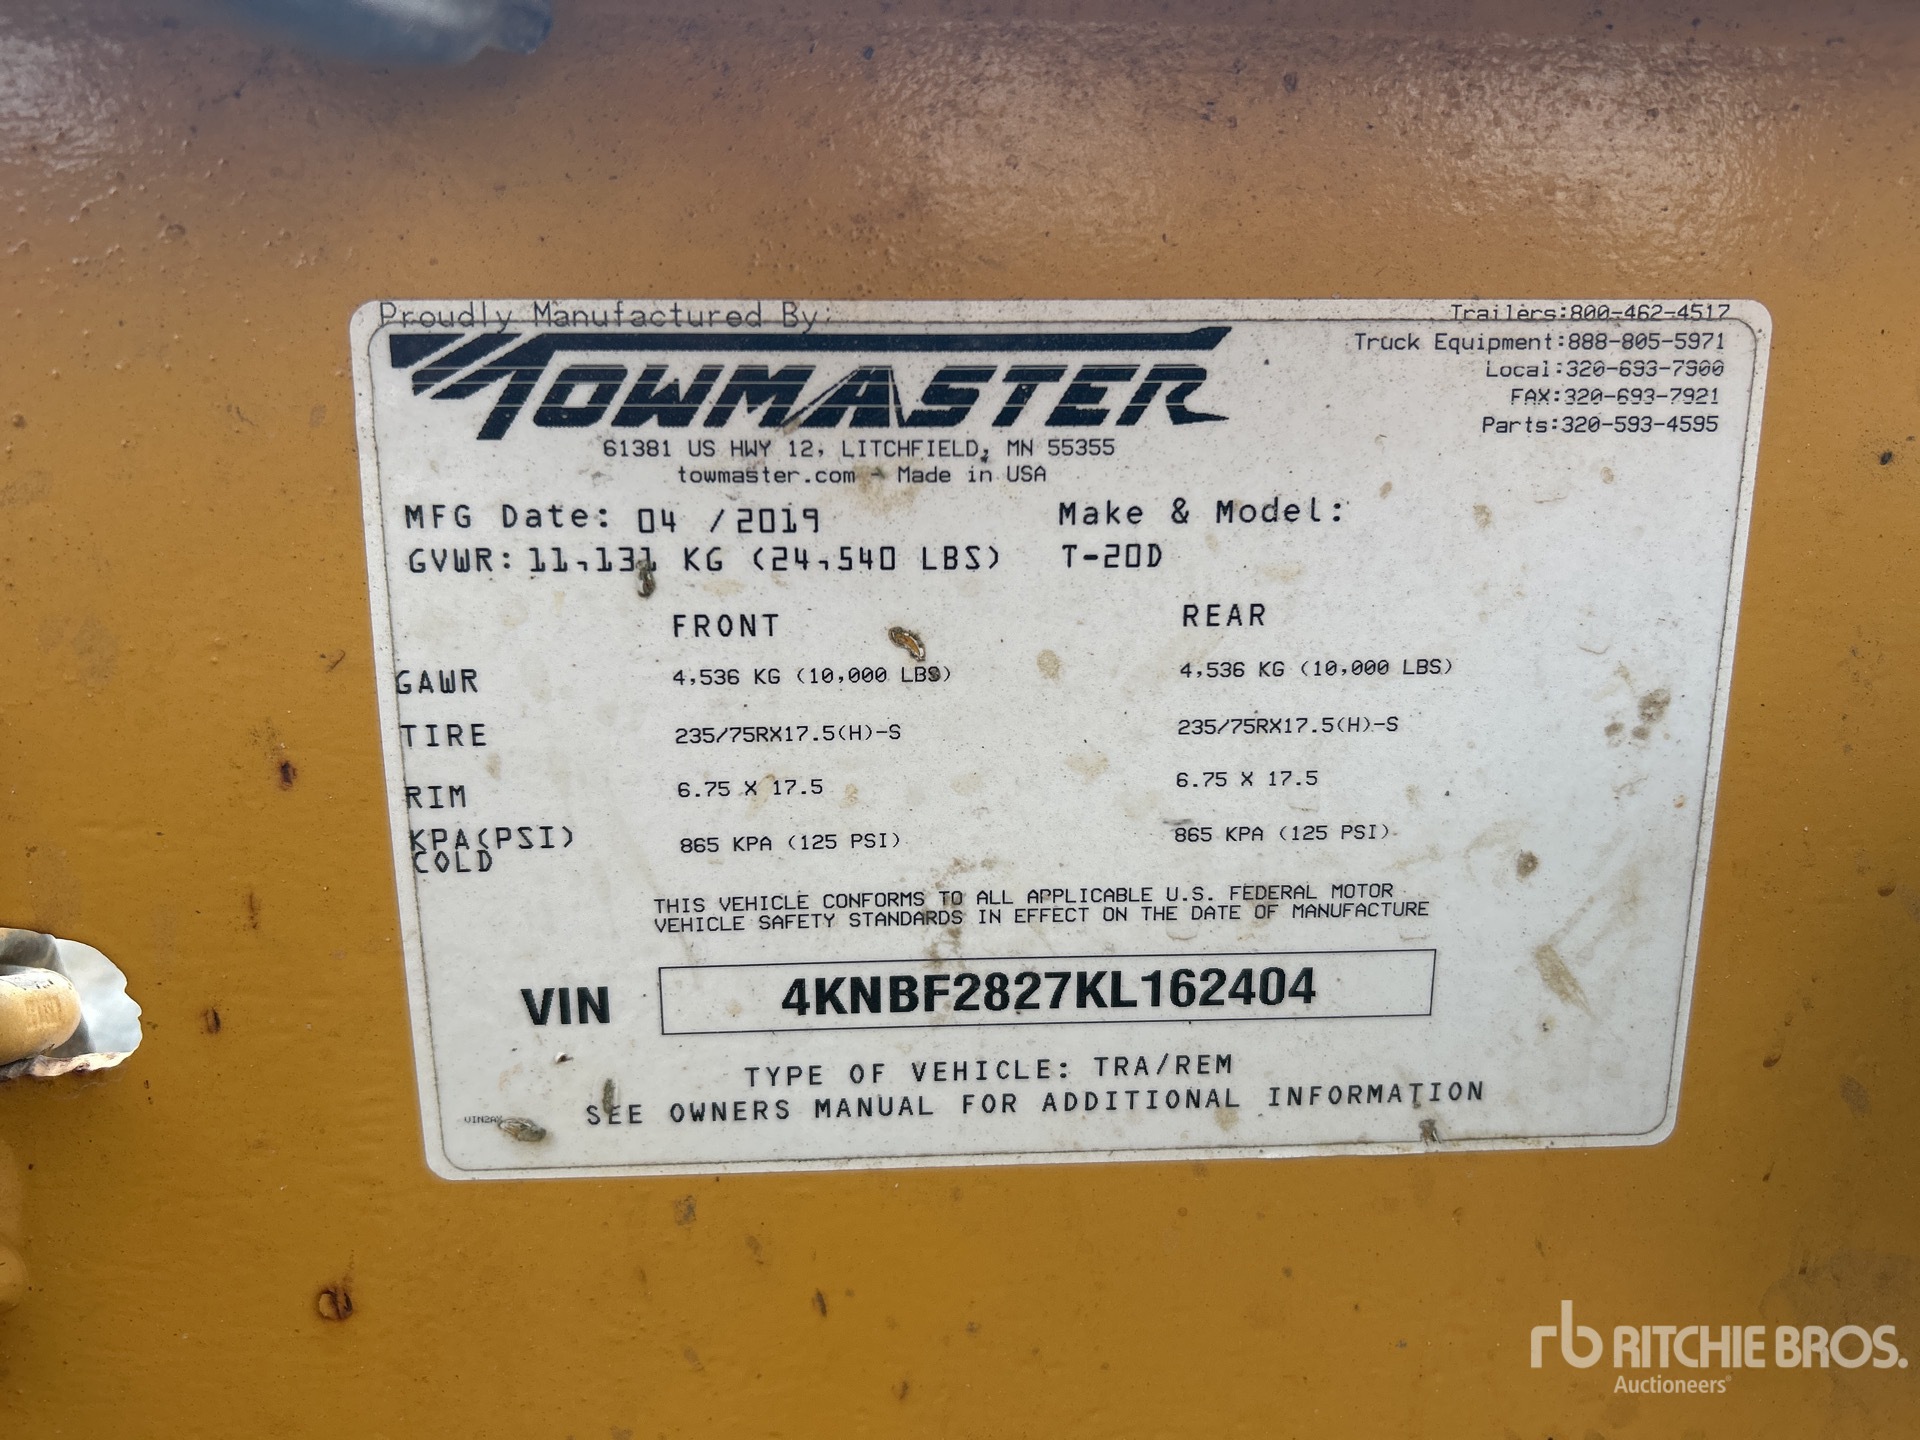 Proudly Manufactured By:
TOWMASTER
61381 US HWY 12, LITCHFIELD, MN 55355
towmaster.com - Made in USA
Trailers:800-462-4517
Truck Equipment:888-805-5971
Local:320-693-7900
FAX:320-693-7921
Parts:320-593-4595
MFG Date: 04 /2019
Make & Model:
GVWR: 11,131 KG (24,540 LBS)
T-20D
FRONT REAR
GAWR 4,536 KG (10,000 LBS) 4,536 KG (10,000 LBS)
TIRE 235/75RX17.5(H)-S 235/75RX17.5(H)-S
RIM 6.75 X 17.5 6.75 X 17.5
KPA(PSI) 865 KPA (125 PSI) 865 KPA (125 PSI)
COLD
THIS VEHICLE CONFORMS TO ALL APPLICABLE U.S. FEDERAL MOTOR
VEHICLE SAFETY STANDARDS IN EFFECT ON THE DATE OF MANUFACTURE
VIN 4KNBF2827KL162404
TYPE OF VEHICLE: TRA/REM
SEE OWNERS MANUAL FOR ADDITIONAL INFORMATION
rb RITCHIE BROS.
Auctioneers